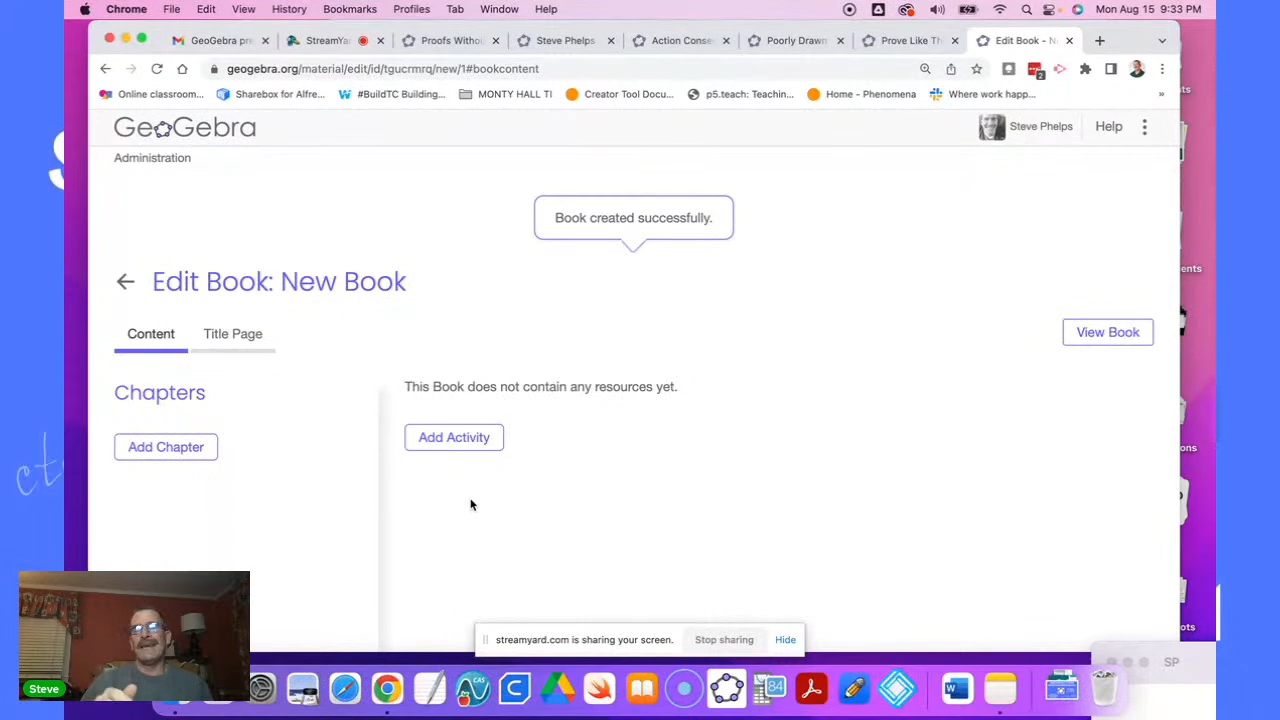 Chrome File Edit View History Bookmarks Profiles Tab Window Help Mon Aug 15 9:33 PM
GeoGebra pr StreamYa Proofs Witho Steve Phelps Action Conse Poorly Drawn Prove Like Th Edit Book - N
geogebra.org/material/edit/id/tgucrmrq/new/1#bookcontent
2
Online classroom... Sharebox for Alfre... #BuildTC Building... MONTY HALL TI Creator Tool Docu... p5.teach: Teachin... Home - Phenomena Where work happ... »
GeoGebra Steve Phelps Help
Administration
Book created successfully.
Edit Book: New Book
Content Title Page View Book
Chapters This Book does not contain any resources yet.
Add Chapter Add Activity
streamyard.com is sharing your screen. Stop sharing Hide
SP
Steve
CAS
84